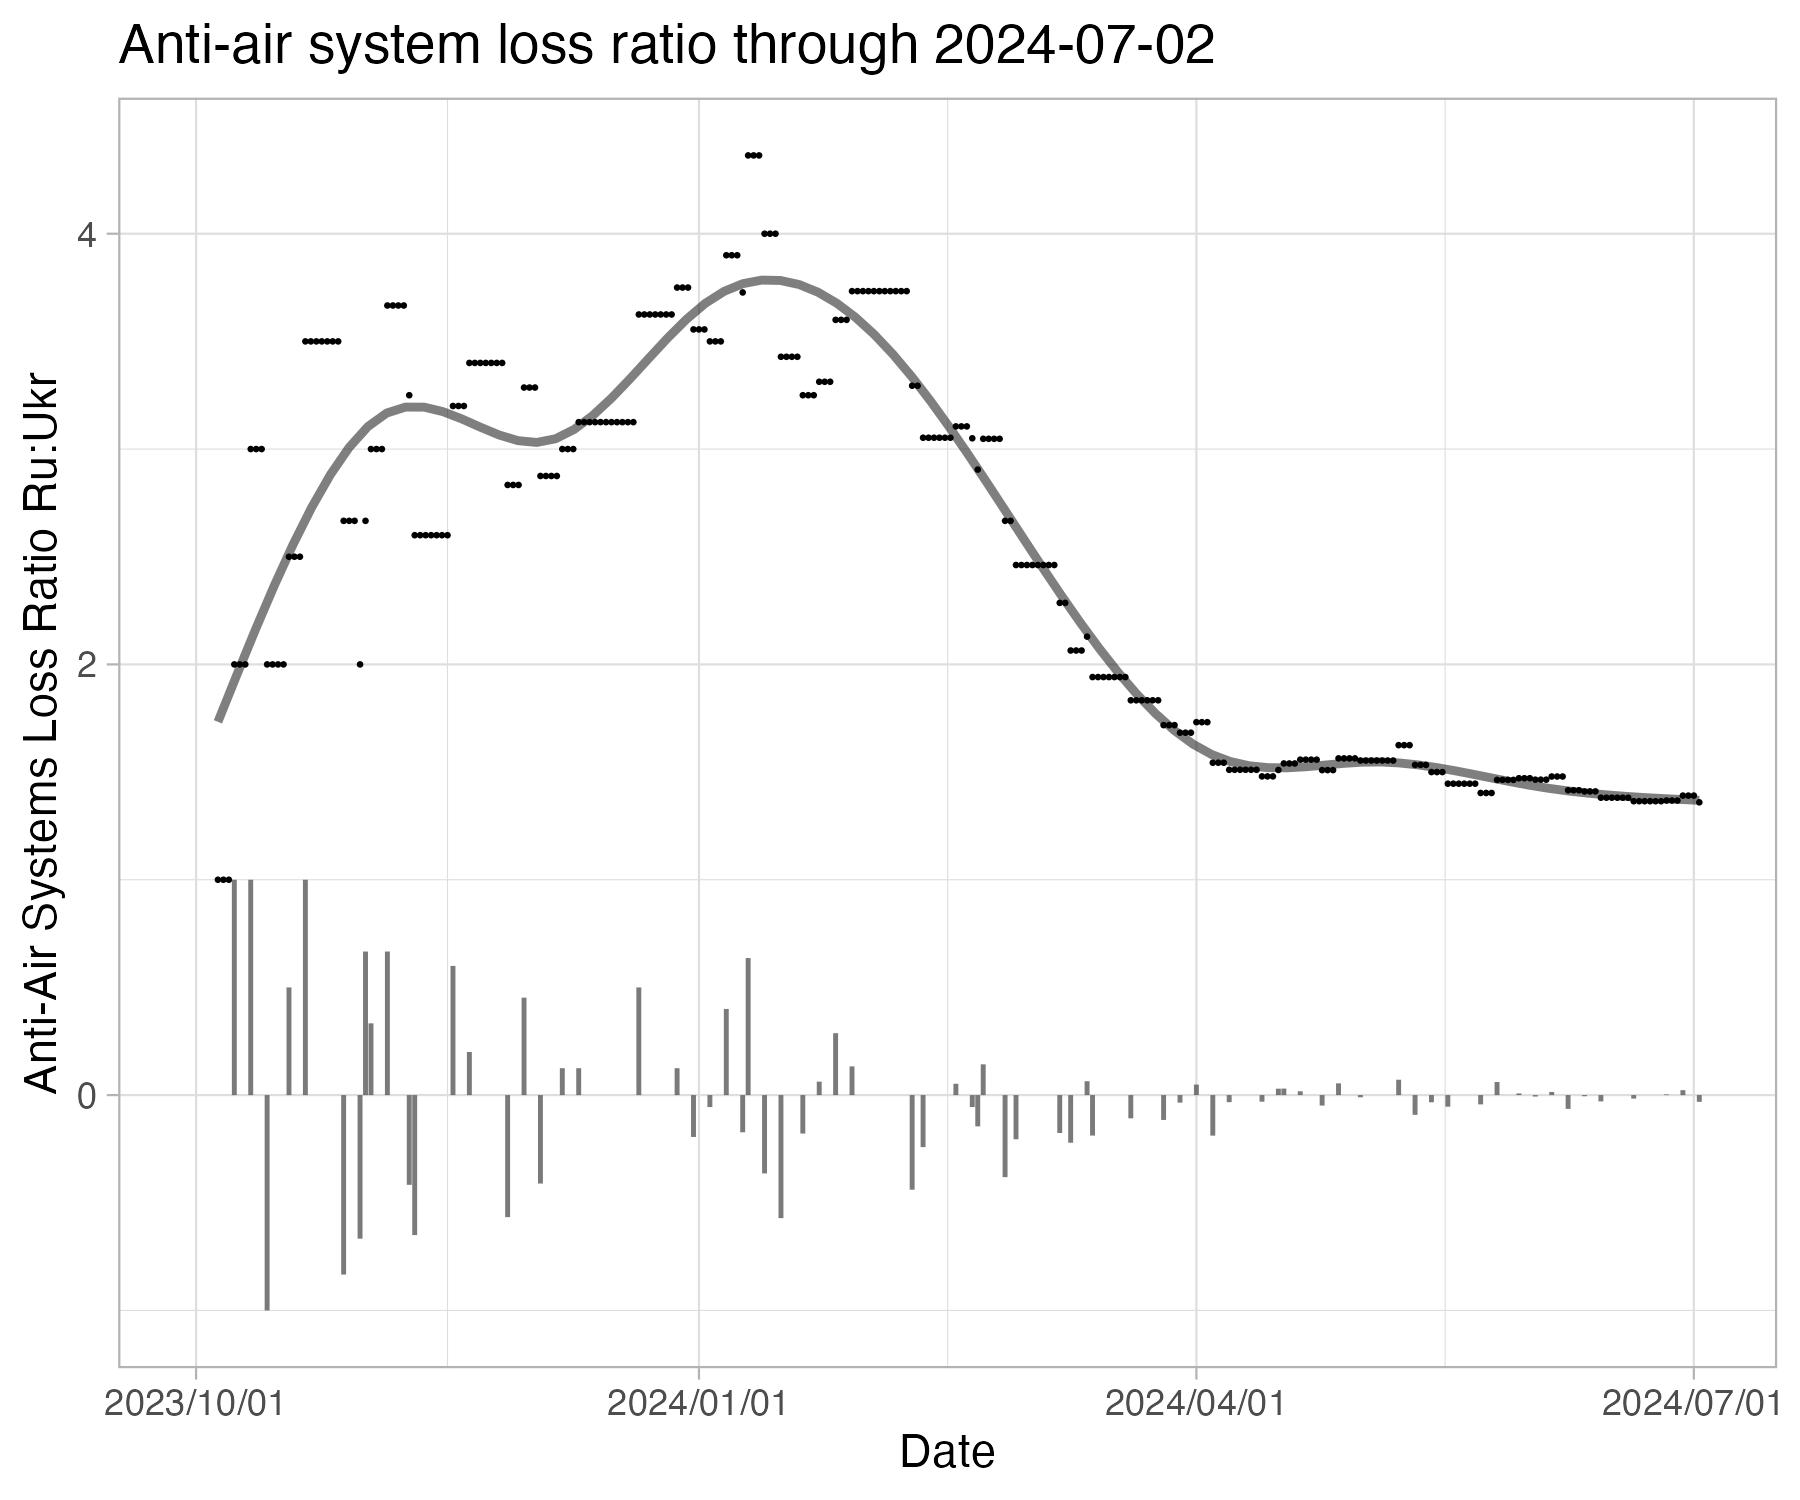 Anti-air system loss ratio through 2024-07-02
Anti-Air Systems Loss Ratio Ru:Ukr
4
2
0
2023/10/01
2024/01/01
2024/04/01
2024/07/01
Date